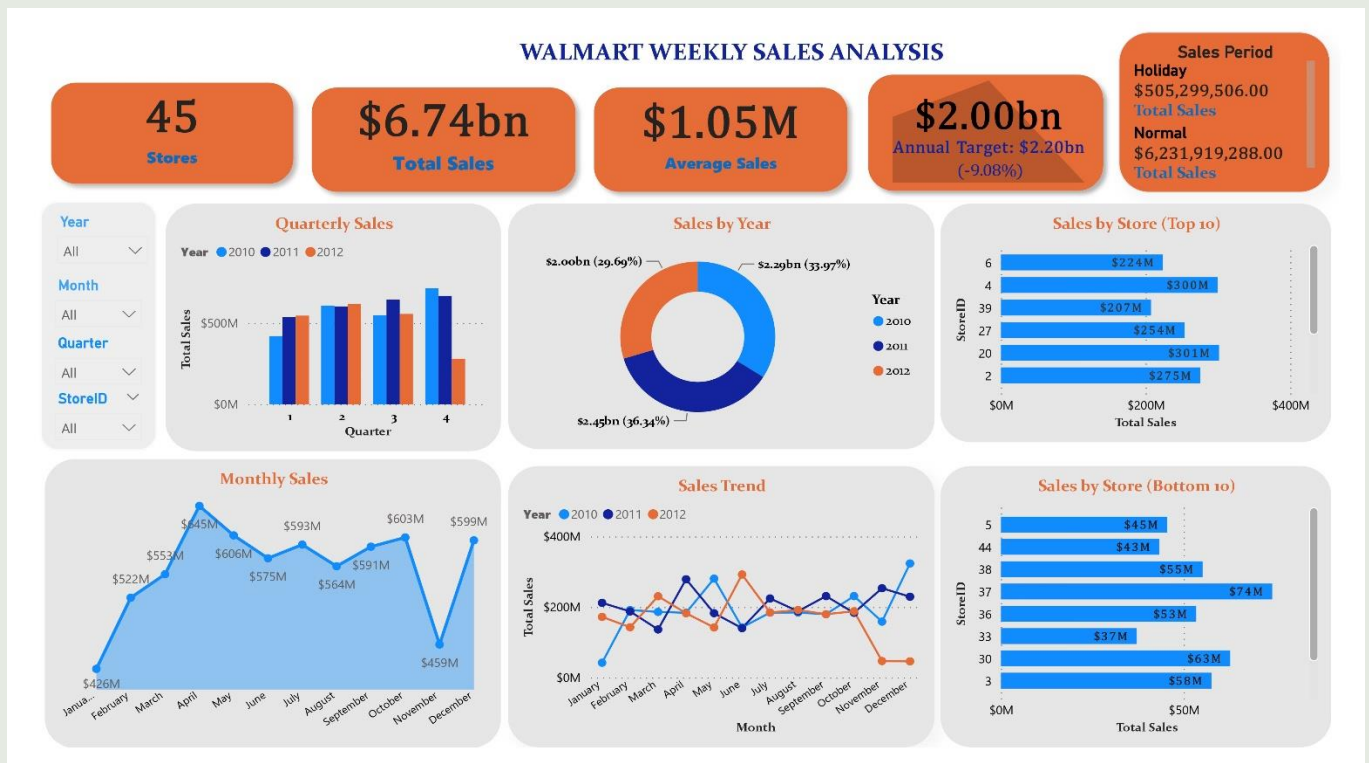 WALMART WEEKLY SALES ANALYSIS
45
Stores
$6.74bn
Total Sales
$1.05M
Average Sales
$2.00bn
Annual Target: $2.20bn
(-9.08%)
Sales Period
Holiday
$505,299,506.00
Total Sales
Normal
$6,231,919,288.00
Total Sales
Year
All
Month
All
Quarter
All
StoreID
All
Quarterly Sales
Year 2010 2011 2012
Total Sales
$500M
$0M
1 2 3 4
Quarter
Sales by Year
$2.00bn (29.69%)
$2.29bn (33.97%)
$2.45bn (36.34%)
Year
2010
2011
2012
Sales by Store (Top 10)
StoreID
6 $224M
4 $300M
39 $207M
27 $254M
20 $301M
2 $275M
$0M $200M $400M
Total Sales
Monthly Sales
$426M
$522M
$553M
$645M
$606M
$575M
$593M
$564M
$591M
$603M
$459M
$599M
Janua... February March April May June July August September October November December
Sales Trend
Year 2010 2011 2012
Total Sales
$400M
$200M
$0M
January February March April May June July August September October November December
Month
Sales by Store (Bottom 10)
StoreID
5 $45M
44 $43M
38 $55M
37 $74M
36 $53M
33 $37M
30 $63M
3 $58M
$0M $50M
Total Sales